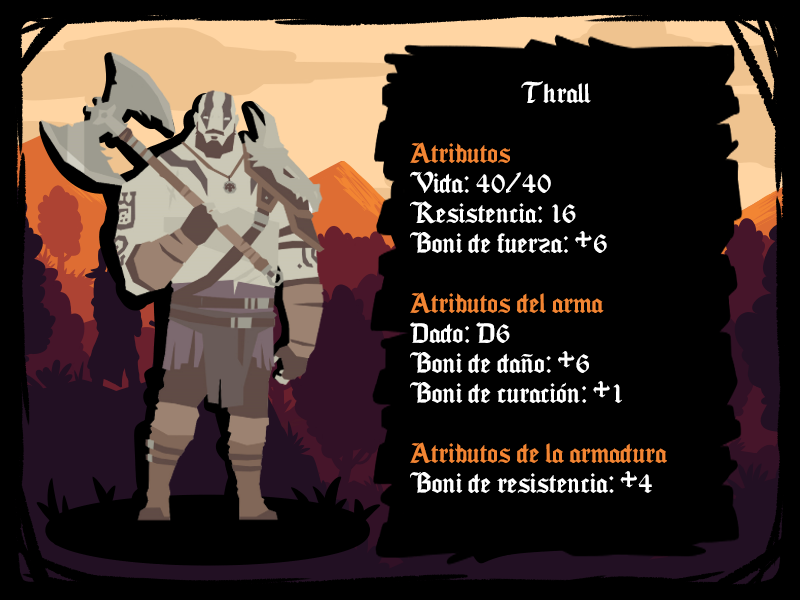 Thrall
Atributos
Vida: 40/40
Resistencia: 16
Boni de fuerza: +6
Atributos del arma
Dado: D6
Boni de daño: +6
Boni de curación: +1
Atributos de la armadura
Boni de resistencia: +4